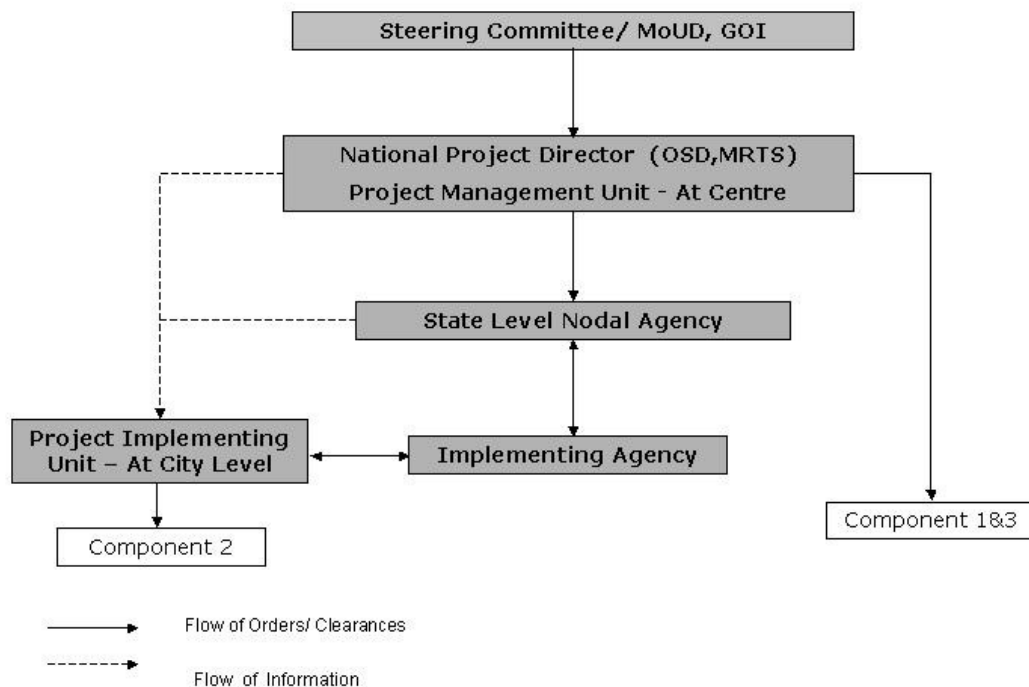 Steering Committee/ MoUD, GOI
National Project Director (OSD,MRTS)
Project Management Unit - At Centre
State Level Nodal Agency
Project Implementing
Unit – At City Level
Implementing Agency
Component 2
Component 1&3
Flow of Orders/ Clearances
Flow of Information